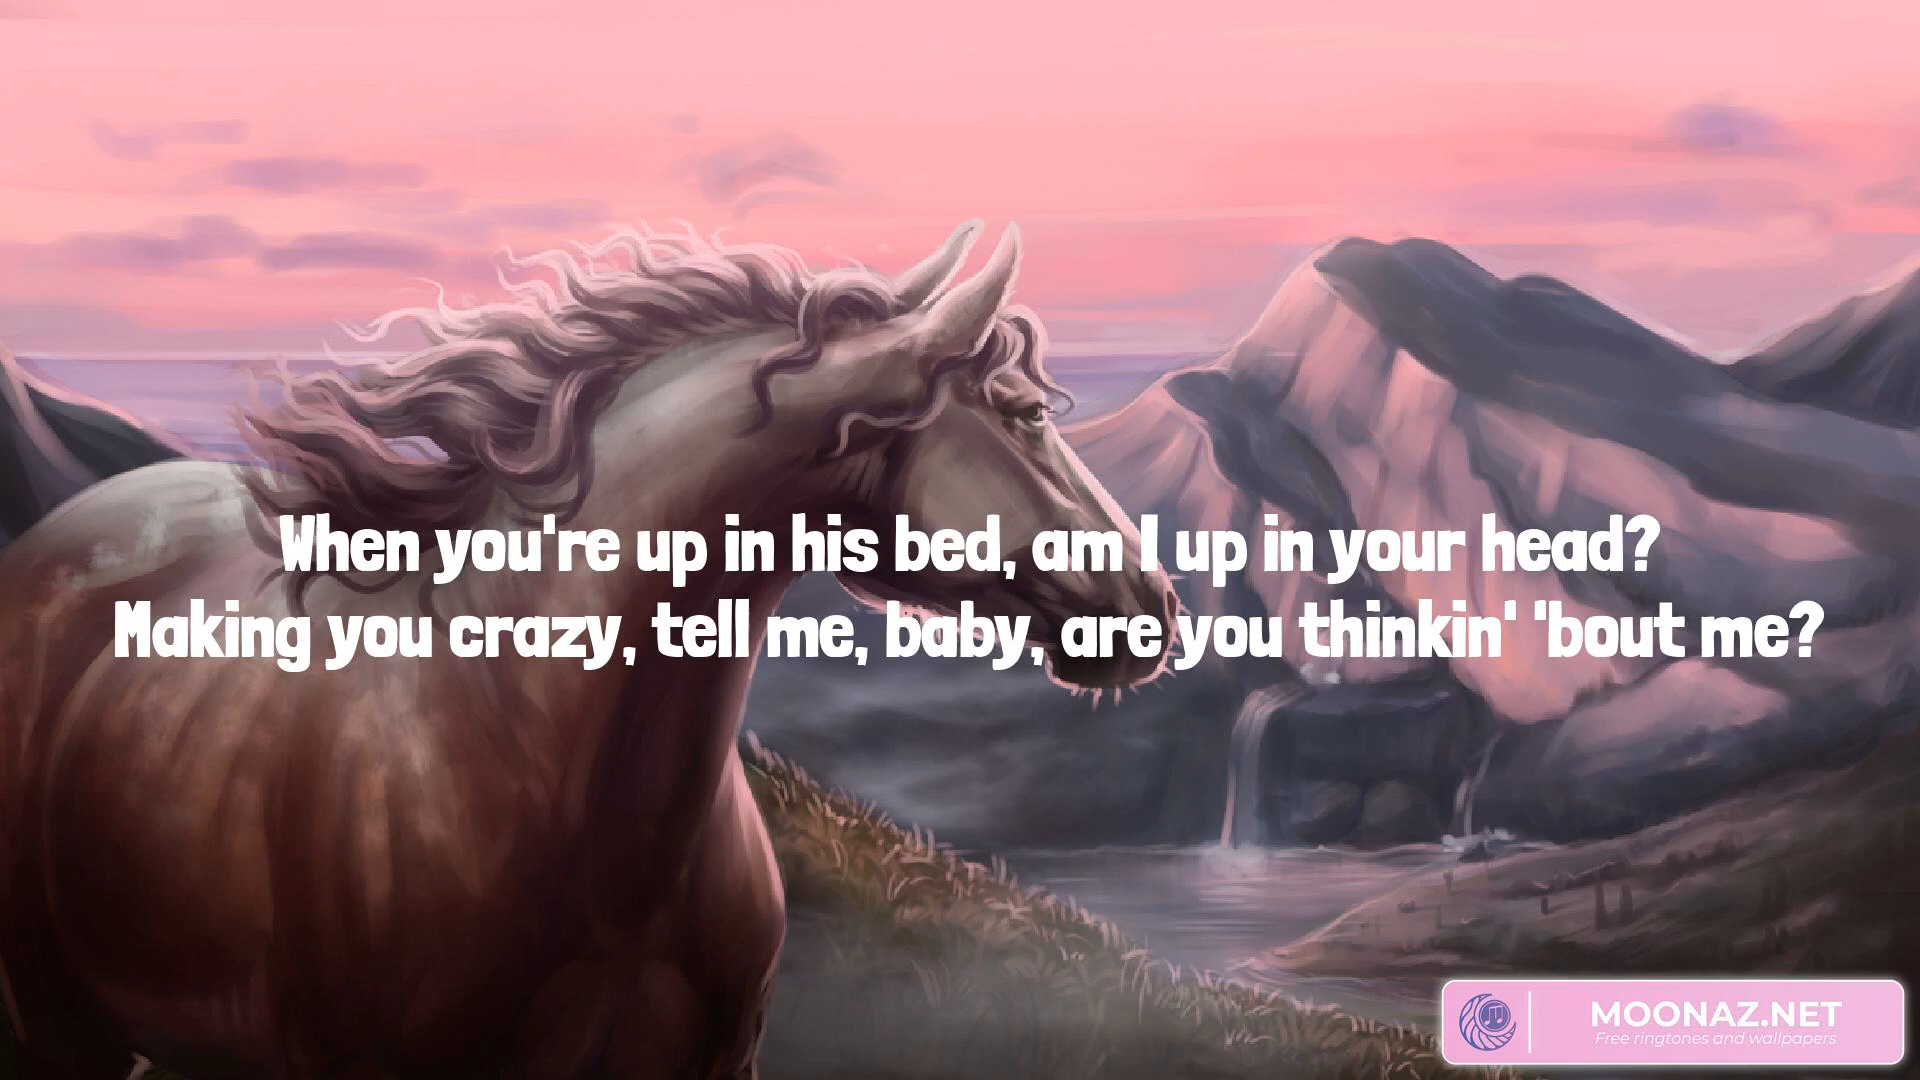 When you're up in his bed, am I up in your head?
Making you crazy, tell me, baby, are you thinkin' 'bout me?
MOONAZ.NET
Free ringtones and wallpapers